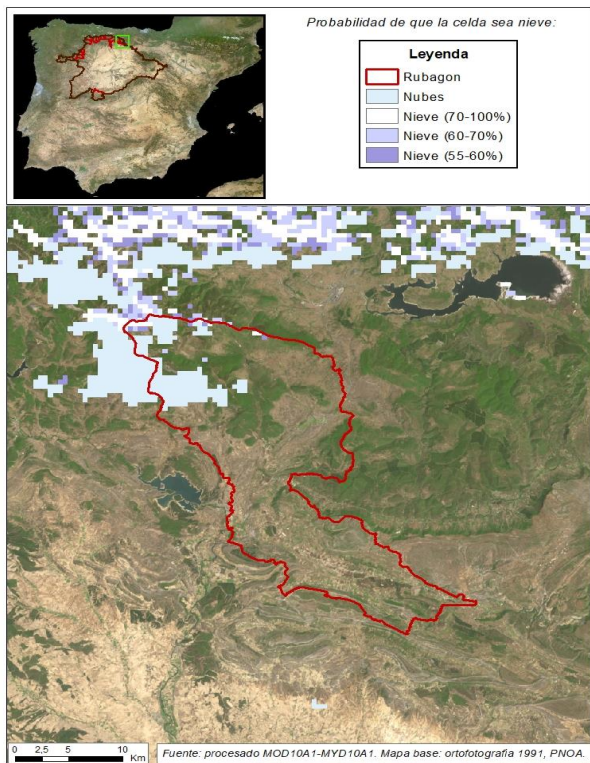 Probabilidad de que la celda sea nieve:
Leyenda
Rubagon
Nubes
Nieve (70-100%)
Nieve (60-70%)
Nieve (55-60%)
0 2,5 5 10
Km
Fuente: procesado MOD10A1-MYD10A1. Mapa base: ortofotografia 1991, PNOA.